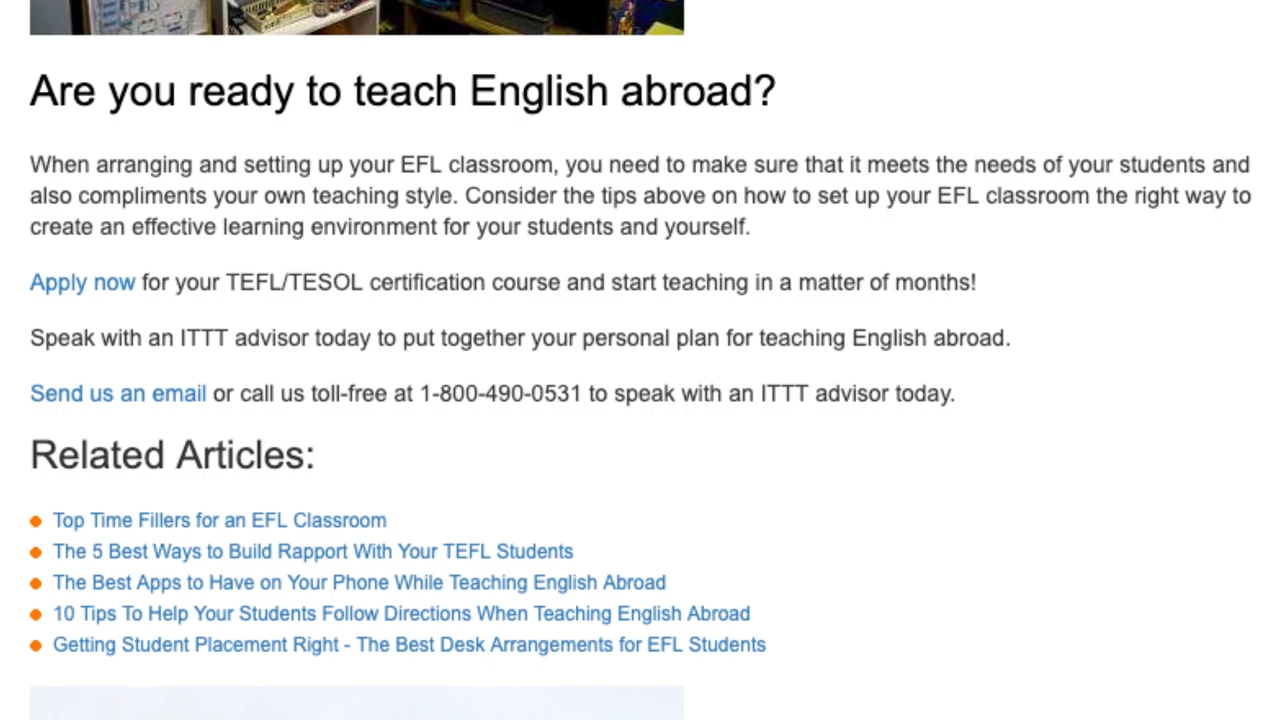 Are you ready to teach English abroad?
When arranging and setting up your EFL classroom, you need to make sure that it meets the needs of your students and
also compliments your own teaching style. Consider the tips above on how to set up your EFL classroom the right way to
create an effective learning environment for your students and yourself.
Apply now for your TEFL/TESOL certification course and start teaching in a matter of months!
Speak with an ITTT advisor today to put together your personal plan for teaching English abroad.
Send us an email or call us toll-free at 1-800-490-0531 to speak with an ITTT advisor today.
Related Articles:
Top Time Fillers for an EFL Classroom
The 5 Best Ways to Build Rapport With Your TEFL Students
The Best Apps to Have on Your Phone While Teaching English Abroad
10 Tips To Help Your Students Follow Directions When Teaching English Abroad
Getting Student Placement Right - The Best Desk Arrangements for EFL Students